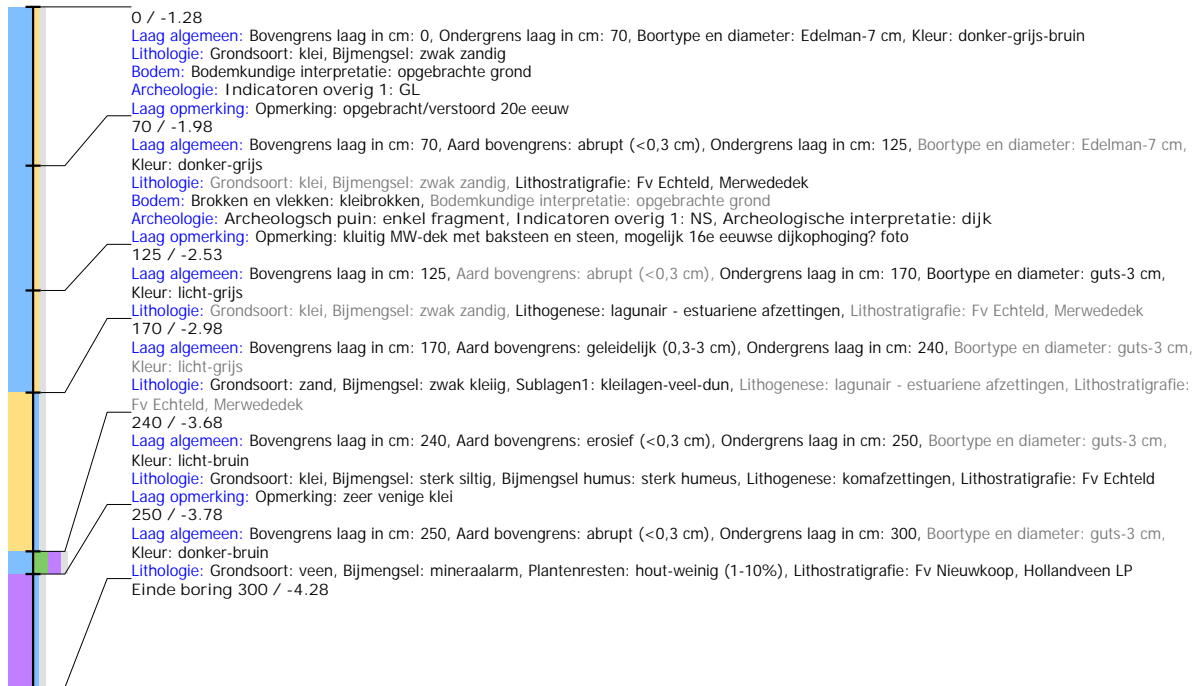 0 / -1.28
Laag algemeen: Bovengrens laag in cm: 0, Ondergrens laag in cm: 70, Boortype en diameter: Edelman-7 cm, Kleur: donker-grijs-bruin
Lithologie: Grondsoort: klei, Bijmengsel: zwak zandig
Bodem: Bodemkundige interpretatie: opgebrachte grond
Archeologie: Indicatoren overig 1: GL
Laag opmerking: Opmerking: opgebracht/verstoord 20e eeuw
70 / -1.98
Laag algemeen: Bovengrens laag in cm: 70, Aard bovengrens: abrupt (<0,3 cm), Ondergrens laag in cm: 125, Boortype en diameter: Edelman-7 cm,
Kleur: donker-grijs
Lithologie: Grondsoort: klei, Bijmengsel: zwak zandig, Lithostratigrafie: Fv Echteld, Merwededek
Bodem: Brokken en vlekken: kleibrokken, Bodemkundige interpretatie: opgebrachte grond
Archeologie: Archeologsch puin: enkel fragment, Indicatoren overig 1: NS, Archeologische interpretatie: dijk
Laag opmerking: Opmerking: kluitig MW-dek met baksteen en steen, mogelijk 16e eeuwse dijkophoging? foto
125 / -2.53
Laag algemeen: Bovengrens laag in cm: 125, Aard bovengrens: abrupt (<0,3 cm), Ondergrens laag in cm: 170, Boortype en diameter: guts-3 cm,
Kleur: licht-grijs
Lithologie: Grondsoort: klei, Bijmengsel: zwak zandig, Lithogenese: lagunair - estuariene afzettingen, Lithostratigrafie: Fv Echteld, Merwededek
170 / -2.98
Laag algemeen: Bovengrens laag in cm: 170, Aard bovengrens: geleidelijk (0,3-3 cm), Ondergrens laag in cm: 240, Boortype en diameter: guts-3 cm,
Kleur: licht-grijs
Lithologie: Grondsoort: zand, Bijmengsel: zwak kleiig, Sublagen1: kleilagen-veel-dun, Lithogenese: lagunair - estuariene afzettingen, Lithostratigrafie:
Fv Echteld, Merwededek
240 / -3.68
Laag algemeen: Bovengrens laag in cm: 240, Aard bovengrens: erosief (<0,3 cm), Ondergrens laag in cm: 250, Boortype en diameter: guts-3 cm,
Kleur: licht-bruin
Lithologie: Grondsoort: klei, Bijmengsel: sterk siltig, Bijmengsel humus: sterk humeus, Lithogenese: komafzettingen, Lithostratigrafie: Fv Echteld
Laag opmerking: Opmerking: zeer venige klei
250 / -3.78
Laag algemeen: Bovengrens laag in cm: 250, Aard bovengrens: abrupt (<0,3 cm), Ondergrens laag in cm: 300, Boortype en diameter: guts-3 cm,
Kleur: donker-bruin
Lithologie: Grondsoort: veen, Bijmengsel: mineraalarm, Plantenresten: hout-weinig (1-10%), Lithostratigrafie: Fv Nieuwkoop, Hollandveen LP
Einde boring 300 / -4.28